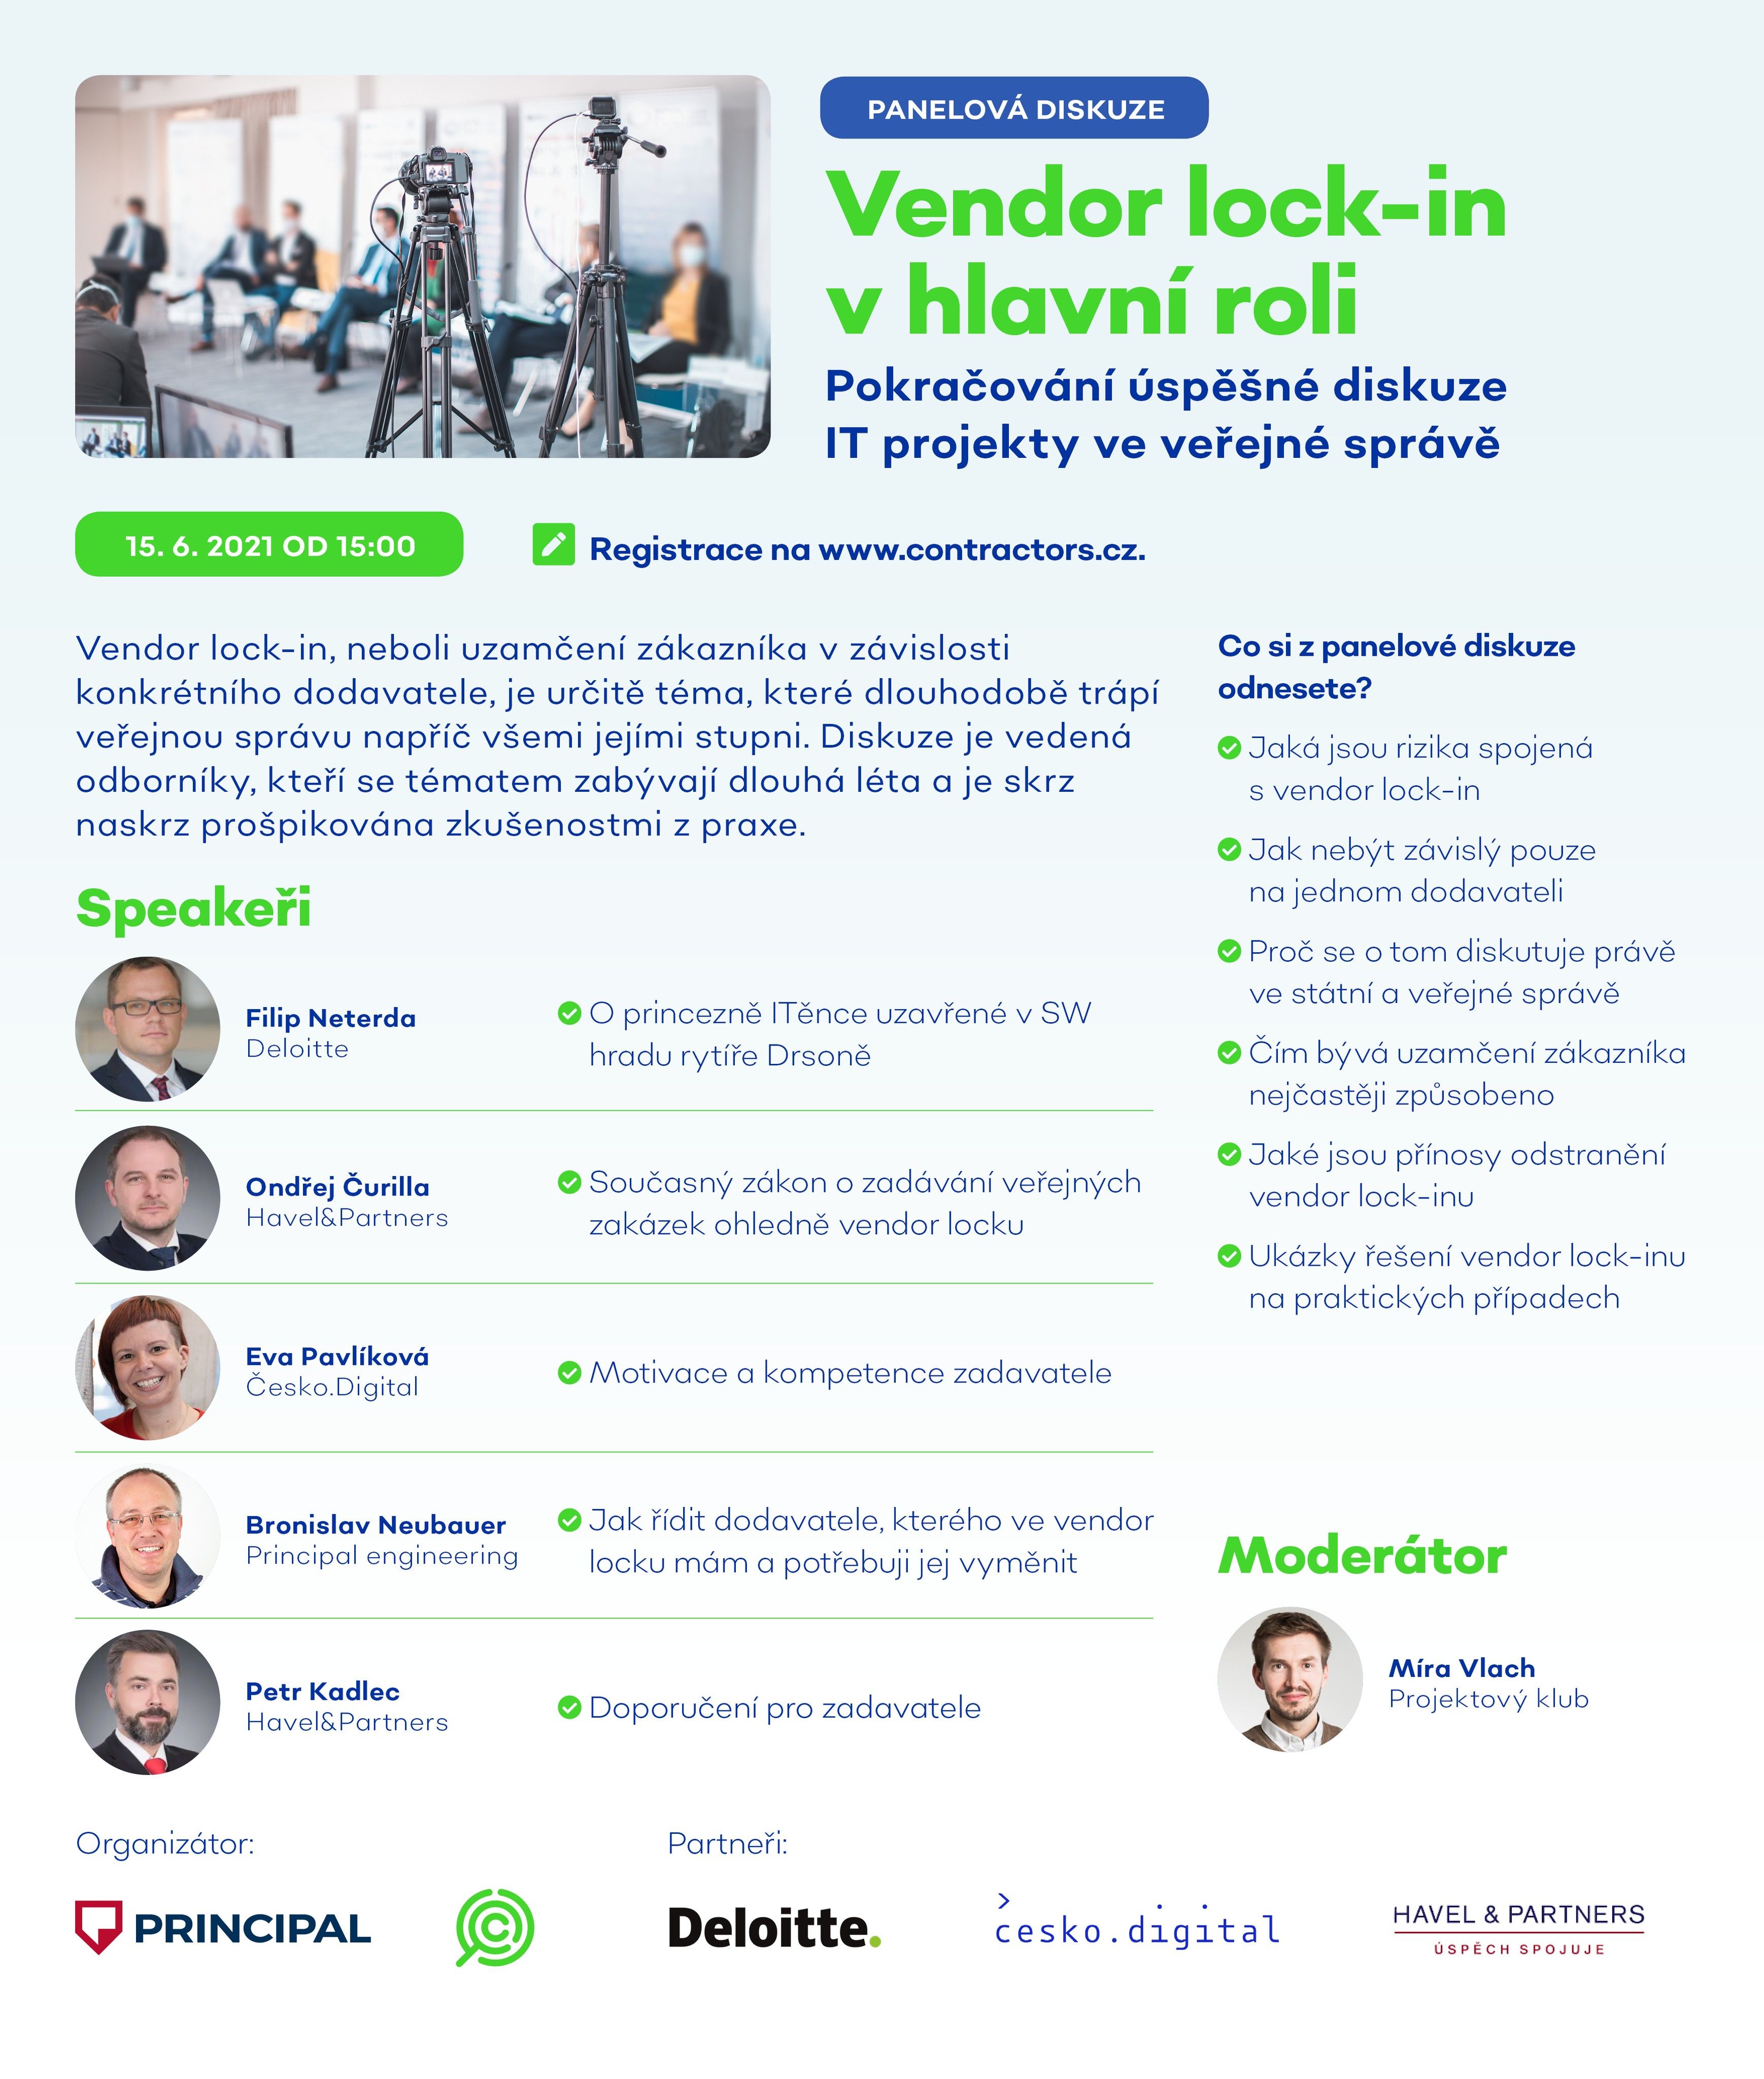 PANELOVÁ DISKUZE
Vendor lock-in
v hlavní roli
Pokračování úspěšné diskuze
IT projekty ve veřejné správě
15. 6. 2021 OD 15:00
Registrace na www.contractors.cz.
Vendor lock-in, neboli uzamčení zákazníka v závislosti
konkrétního dodavatele, je určitě téma, které dlouhodobě trápí
veřejnou správu napříč všemi jejími stupni. Diskuze je vedená
odborníky, kteří se tématem zabývají dlouhá léta a je skrz
naskrz prošpikována zkušenostmi z praxe.
Co si z panelové diskuze
odnesete?
Jaká jsou rizika spojená
s vendor lock-in
Jak nebýt závislý pouze
na jednom dodavateli
Proč se o tom diskutuje právě
ve státní a veřejné správě
Čím bývá uzamčení zákazníka
nejčastěji způsobeno
Jaké jsou přínosy odstranění
vendor lock-inu
Ukázky řešení vendor lock-inu
na praktických případech
Speakeři
Filip Neterda
Deloitte
O princezně ITěnce uzavřené v SW
hradu rytíře Drsoně
Ondřej Čurilla
Havel&Partners
Současný zákon o zadávání veřejných
zakázek ohledně vendor locku
Eva Pavlíková
Česko.Digital
Motivace a kompetence zadavatele
Bronislav Neubauer
Principal engineering
Jak řídit dodavatele, kterého ve vendor
locku mám a potřebuji jej vyměnit
Petr Kadlec
Havel&Partners
Doporučení pro zadavatele
Moderátor
Míra Vlach
Projektový klub
Organizátor:
PRINCIPAL
Partneři:
Deloitte.
česko.digital
HAVEL & PARTNERS
ÚSPĚCH SPOJUJE